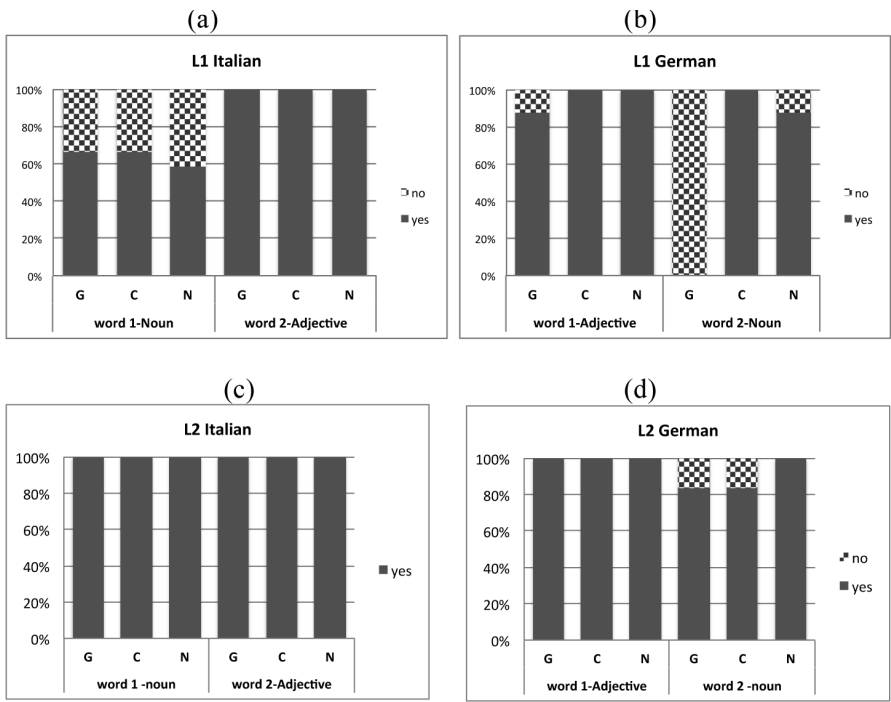 (a)
L1 Italian
100%
80%
60%
40%
20%
0%
G C N G C N
word 1-Noun word 2-Adjective
no
yes
(b)
L1 German
100%
80%
60%
40%
20%
0%
G C N G C N
word 1-Adjective word 2-Noun
no
yes
(c)
L2 Italian
100%
80%
60%
40%
20%
0%
G C N G C N
word 1 -noun word 2-Adjective
yes
(d)
L2 German
100%
80%
60%
40%
20%
0%
G C N G C N
word 1-Adjective word 2 -noun
no
yes